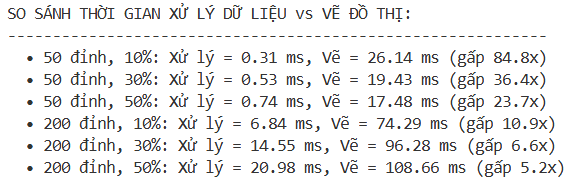 SO SÁNH THỜI GIAN XỬ LÝ DỮ LIỆU vs VẼ ĐỒ THỊ:
------------------------------------------------------------
• 50 đỉnh, 10%: Xử lý = 0.31 ms, Vẽ = 26.14 ms (gấp 84.8x)
• 50 đỉnh, 30%: Xử lý = 0.53 ms, Vẽ = 19.43 ms (gấp 36.4x)
• 50 đỉnh, 50%: Xử lý = 0.74 ms, Vẽ = 17.48 ms (gấp 23.7x)
• 200 đỉnh, 10%: Xử lý = 6.84 ms, Vẽ = 74.29 ms (gấp 10.9x)
• 200 đỉnh, 30%: Xử lý = 14.55 ms, Vẽ = 96.28 ms (gấp 6.6x)
• 200 đỉnh, 50%: Xử lý = 20.98 ms, Vẽ = 108.66 ms (gấp 5.2x)